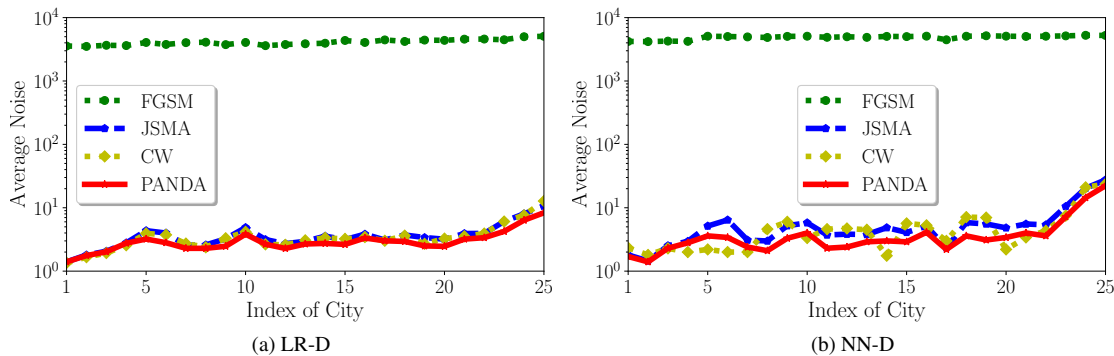 10^4
10^3
10^2
10^1
10^0
Average Noise
FGSM
JSMA
CW
PANDA
1 5 10 15 20 25
Index of City
(a) LR-D
10^4
10^3
10^2
10^1
10^0
Average Noise
FGSM
JSMA
CW
PANDA
1 5 10 15 20 25
Index of City
(b) NN-D